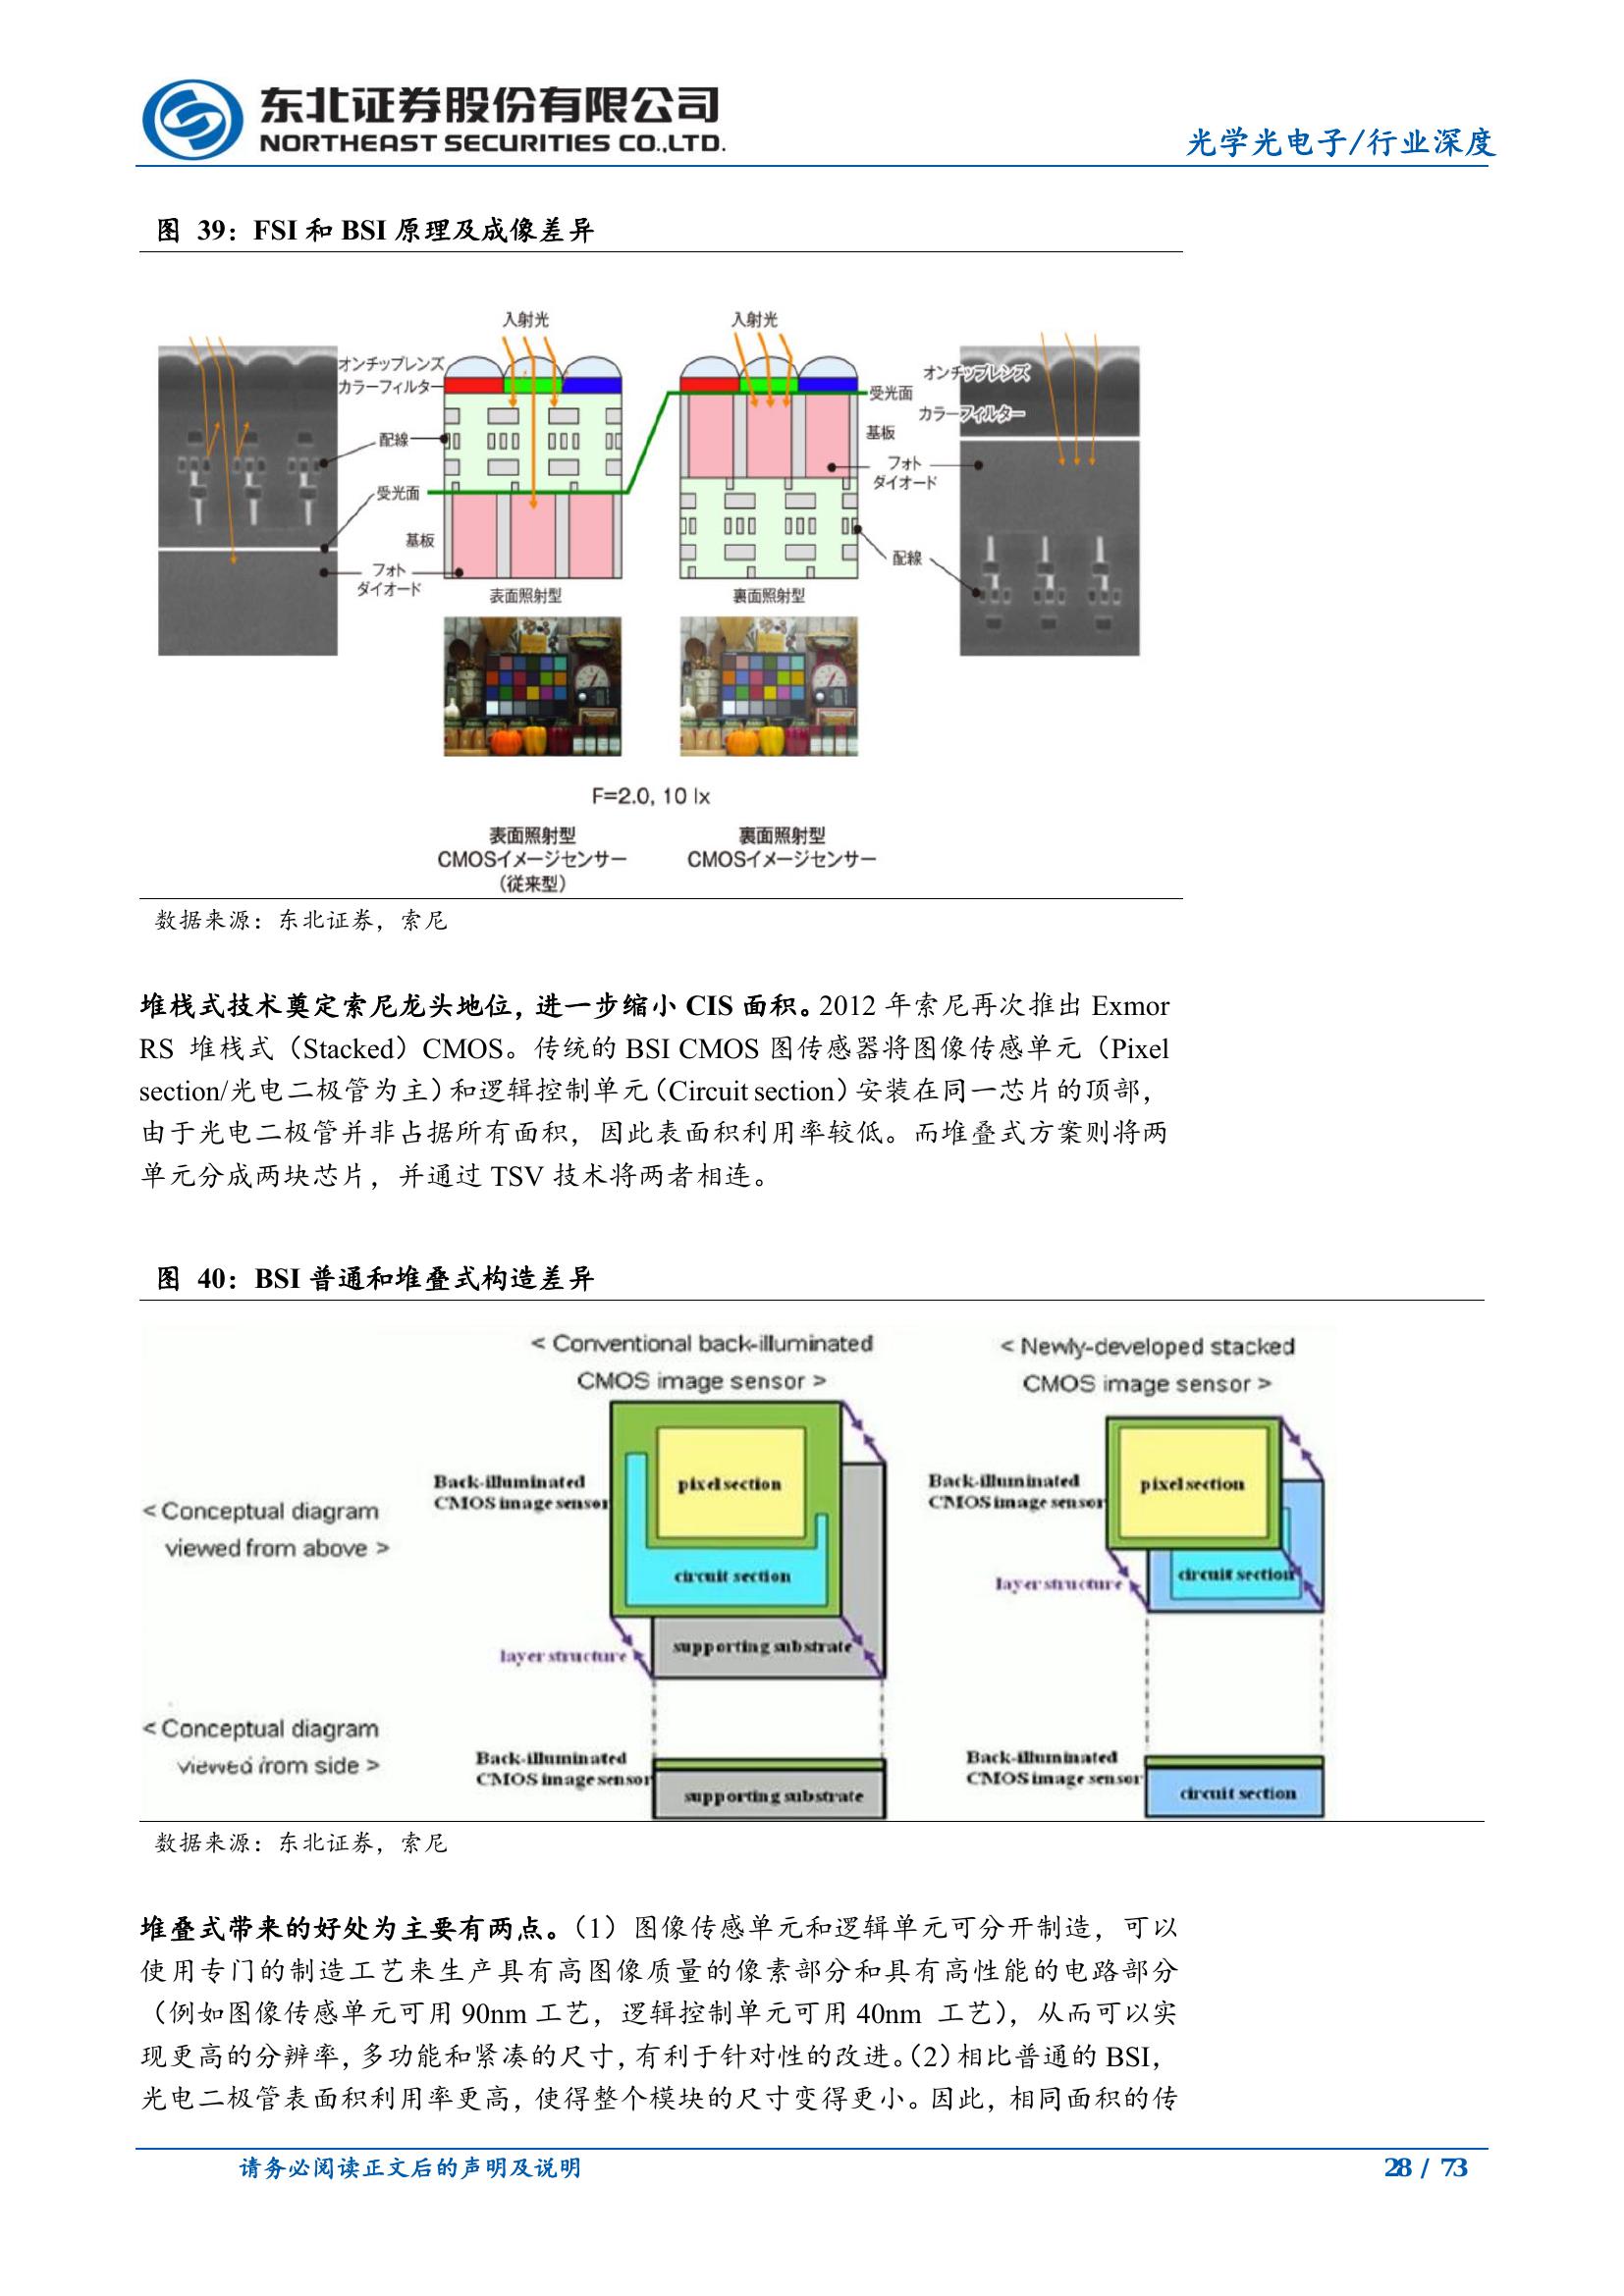 东北证券股份有限公司
NORTHEAST SECURITIES CO.,LTD.
光学光电子/行业深度
图 39：FSI 和 BSI 原理及成像差异
入射光
入射光
オンチップレンズ
カラーフィルター
配線
受光面
基板
フォト
ダイオード
表面照射型
受光面
基板
フォト
ダイオード
配線
裏面照射型
オンチップレンズ
カラーフィルター
F=2.0, 10 lx
表面照射型
CMOSイメージセンサー
（従来型）
裏面照射型
CMOSイメージセンサー
数据来源：东北证券，索尼
堆栈式技术奠定索尼龙头地位，进一步缩小 CIS 面积。2012 年索尼再次推出 Exmor
RS 堆栈式（Stacked）CMOS。传统的 BSI CMOS 图传感器将图像传感单元（Pixel
section/光电二极管为主）和逻辑控制单元（Circuit section）安装在同一芯片的顶部，
由于光电二极管并非占据所有面积，因此表面积利用率较低。而堆叠式方案则将两
单元分成两块芯片，并通过 TSV 技术将两者相连。
图 40：BSI 普通和堆叠式构造差异
< Conventional back-illuminated
CMOS image sensor >
< Newly-developed stacked
CMOS image sensor >
< Conceptual diagram
viewed from above >
Back-illuminated
CMOS image sensor
pixel section
circuit section
supporting substrate
layer structure
Back-illuminated
CMOS image sensor
pixel section
circuit section
layer structure
< Conceptual diagram
viewed from side >
Back-illuminated
CMOS image sensor
supporting substrate
Back-illuminated
CMOS image sensor
circuit section
数据来源：东北证券，索尼
堆叠式带来的好处为主要有两点。（1）图像传感单元和逻辑单元可分开制造，可以
使用专门的制造工艺来生产具有高图像质量的像素部分和具有高性能的电路部分
（例如图像传感单元可用 90nm 工艺，逻辑控制单元可用 40nm 工艺），从而可以实
现更高的分辨率，多功能和紧凑的尺寸，有利于针对性的改进。（2）相比普通的 BSI，
光电二极管表面积利用率更高，使得整个模块的尺寸变得更小。因此，相同面积的传
请务必阅读正文后的声明及说明
28 / 73